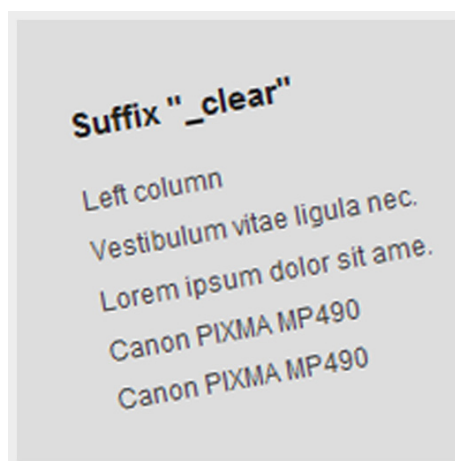 Suffix "_clear"
Left column
Vestibulum vitae ligula nec.
Lorem ipsum dolor sit ame.
Canon PIXMA MP490
Canon PIXMA MP490